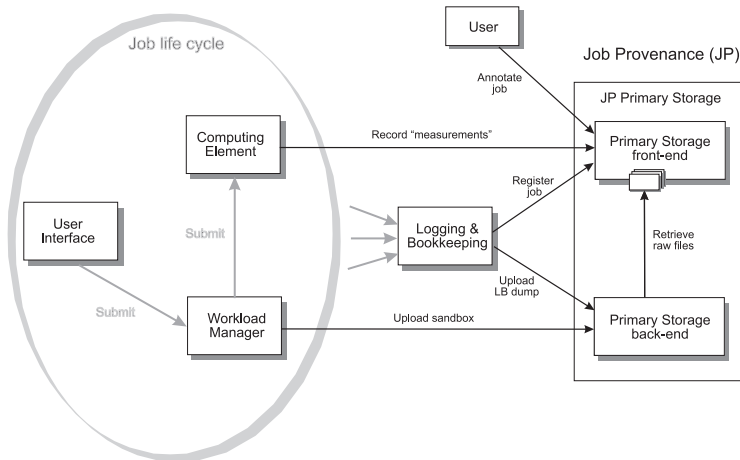 Job life cycle
User
Job Provenance (JP)
Annotate
job
JP Primary Storage
Computing
Element
Record “measurements”
Primary Storage
front-end
Register
job
User
Interface
Submit
Logging &
Bookkeeping
Retrieve
raw files
Submit
Upload
LB dump
Workload
Manager
Upload sandbox
Primary Storage
back-end